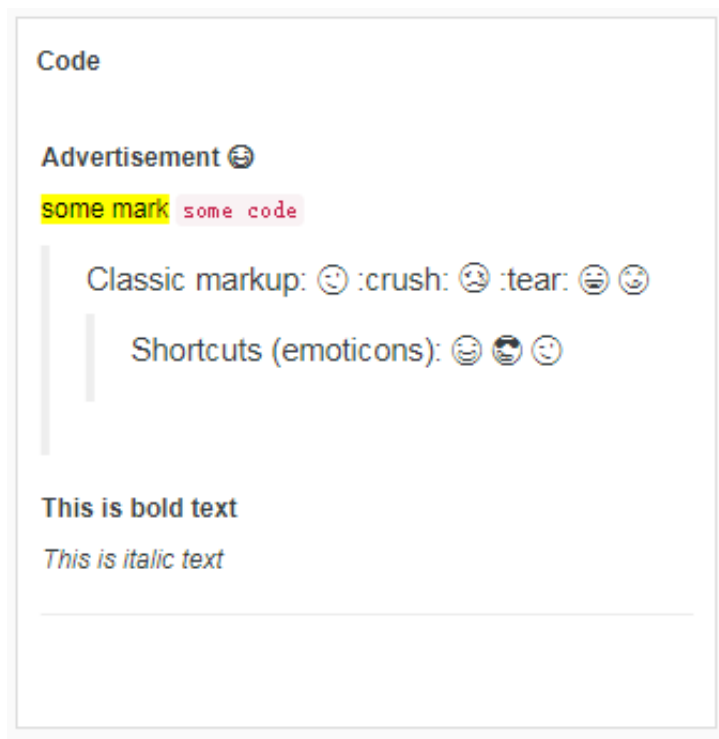 Code
Advertisement 😃
some mark some code
Classic markup: 😉 :crush: 😢 :tear: 😆 😋
Shortcuts (emoticons): 😃 😎 😉
This is bold text
This is italic text